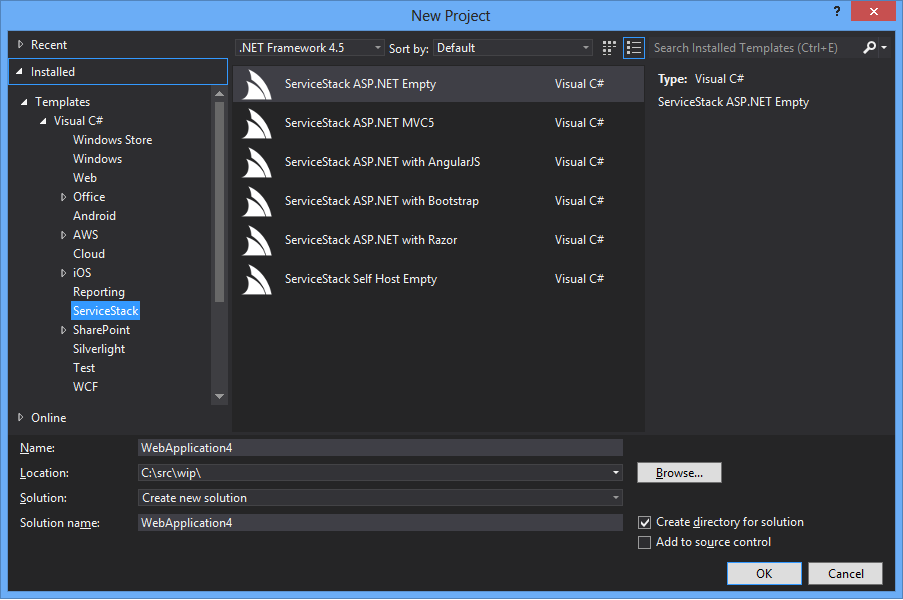 New Project
?
Recent
Installed
Templates
Visual C#
Windows Store
Windows
Web
Office
Android
AWS
Cloud
iOS
Reporting
ServiceStack
SharePoint
Silverlight
Test
WCF
Online
.NET Framework 4.5 Sort by: Default
ServiceStack ASP.NET Empty Visual C#
ServiceStack ASP.NET MVC5 Visual C#
ServiceStack ASP.NET with AngularJS Visual C#
ServiceStack ASP.NET with Bootstrap Visual C#
ServiceStack ASP.NET with Razor Visual C#
ServiceStack Self Host Empty Visual C#
Search Installed Templates (Ctrl+E)
Type: Visual C#
ServiceStack ASP.NET Empty
Name: WebApplication4
Location: C:\src\wip\ Browse...
Solution: Create new solution
Solution name: WebApplication4
Create directory for solution
Add to source control
OK Cancel